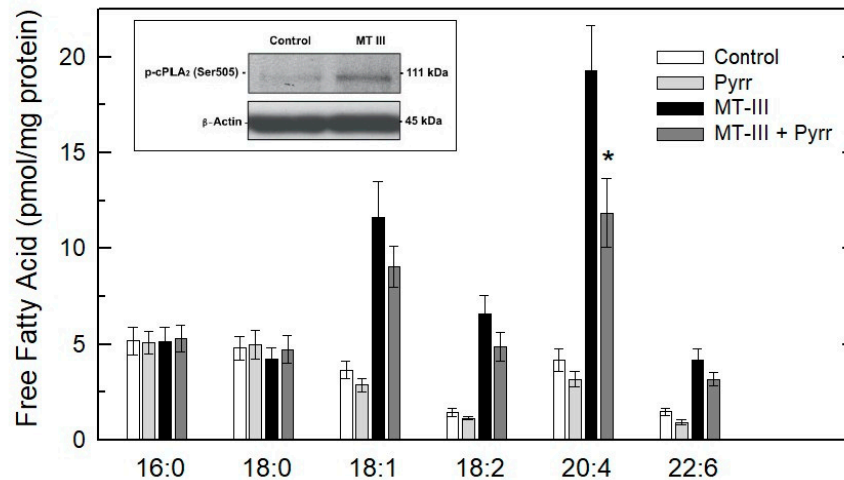 Free Fatty Acid (pmol/mg protein)
20
15
10
5
0
Control MT III
p-cPLA₂ (Ser505) 111 kDa
β-Actin 45 kDa
Control
Pyrr
MT-III
MT-III + Pyrr
*
16:0 18:0 18:1 18:2 20:4 22:6